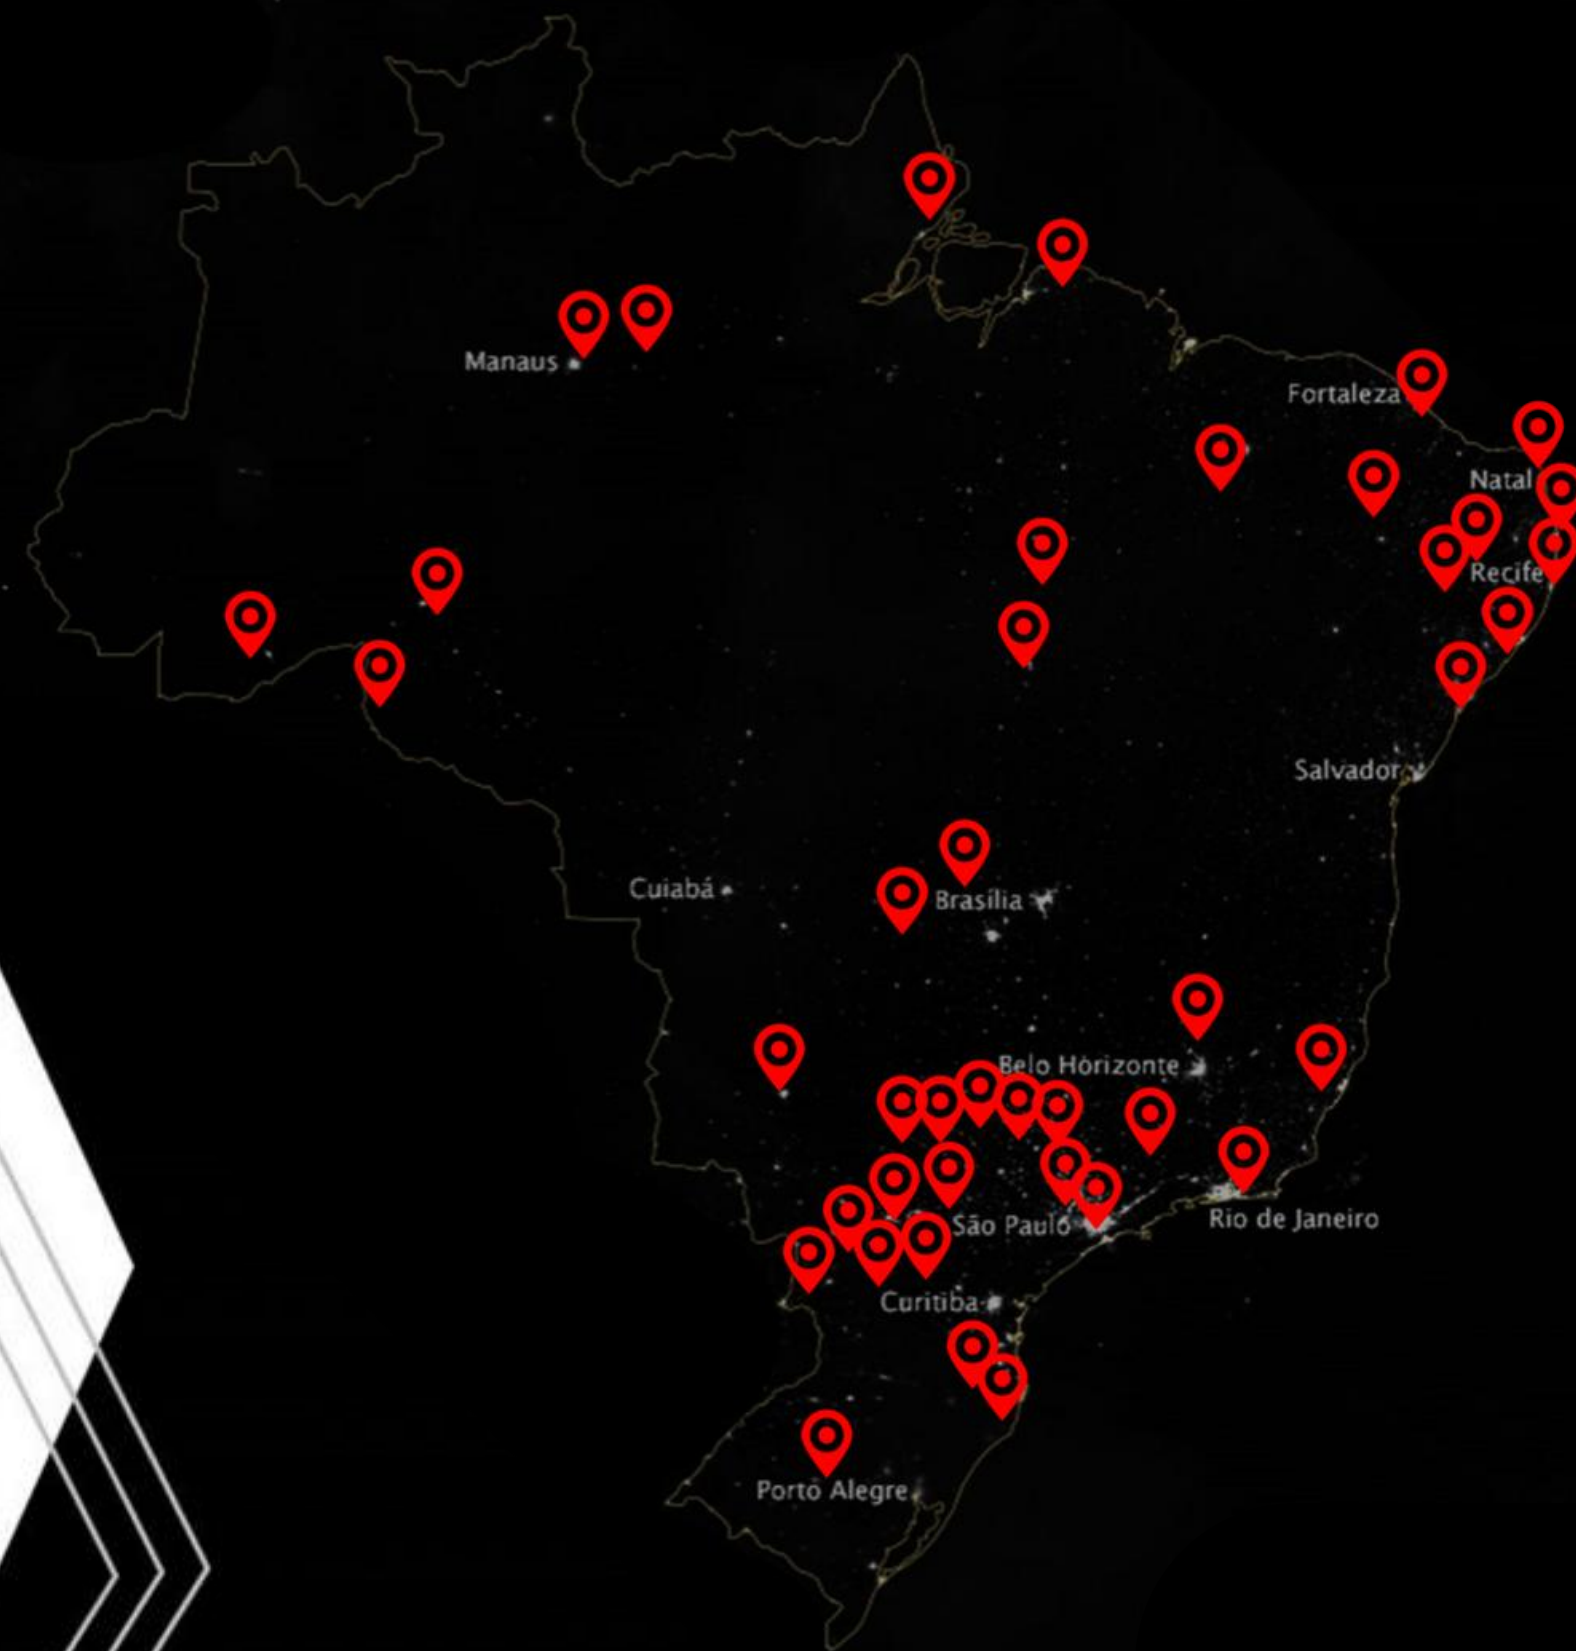 Manaus
Fortaleza
Natal
Recife
Salvador
Cuiabá
Brasília
Belo Horizonte
São Paulo
Rio de Janeiro
Curitiba
Porto Alegre